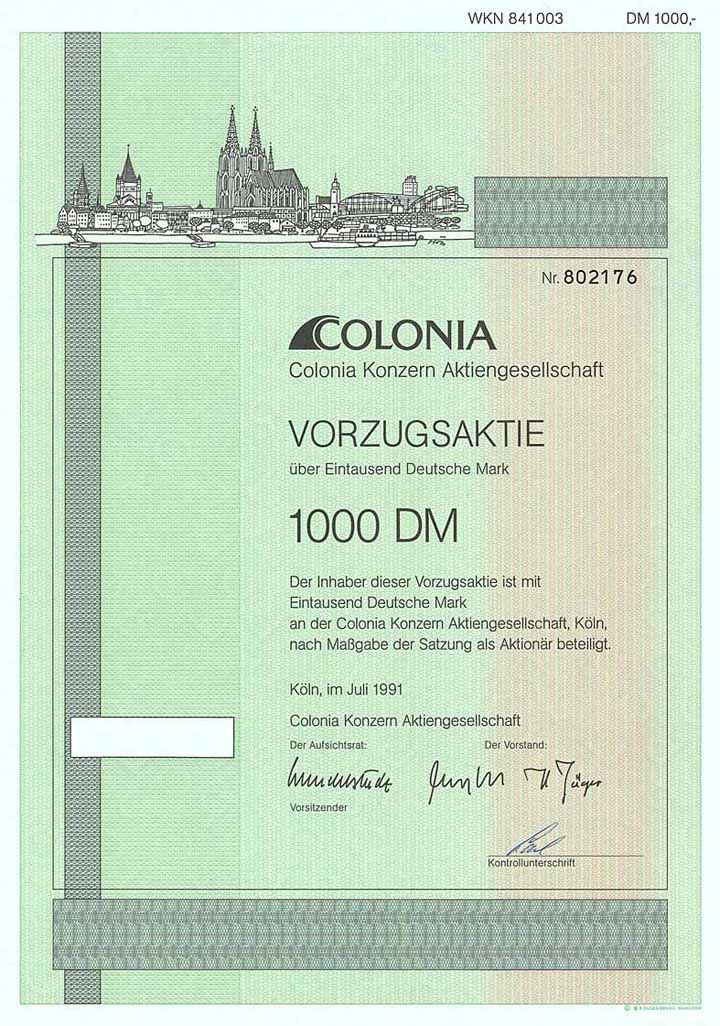 WKN 841003 DM 1000,-
Nr. 802176
COLONIA
Colonia Konzern Aktiengesellschaft
VORZUGSAKTIE
über Eintausend Deutsche Mark
1000 DM
Der Inhaber dieser Vorzugsaktie ist mit
Eintausend Deutsche Mark
an der Colonia Konzern Aktiengesellschaft, Köln,
nach Maßgabe der Satzung als Aktionär beteiligt.
Köln, im Juli 1991
Colonia Konzern Aktiengesellschaft
Der Aufsichtsrat: Der Vorstand:
Vorsitzender
Kontrollunterschrift